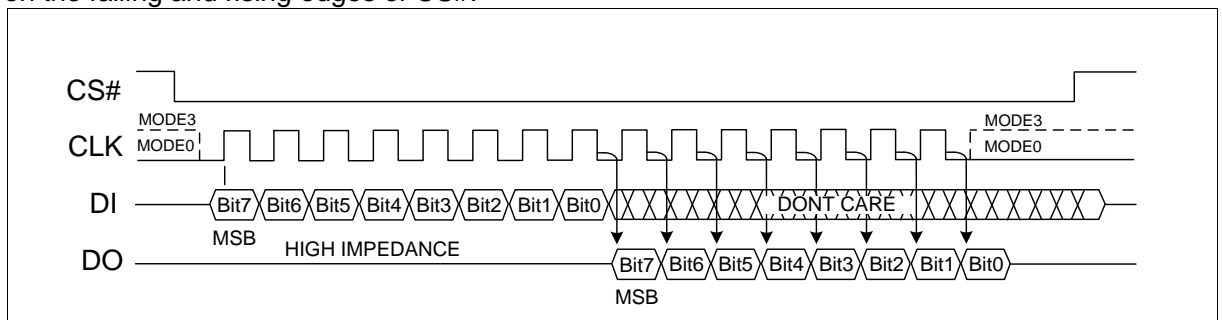 on the falling and rising edges of CS#.
CS#
MODE3
MODE0
CLK
MODE3
MODE0
DI
Bit7 Bit6 Bit5 Bit4 Bit3 Bit2 Bit1 Bit0 DONT CARE
MSB
HIGH IMPEDANCE
DO
Bit7 Bit6 Bit5 Bit4 Bit3 Bit2 Bit1 Bit0
MSB